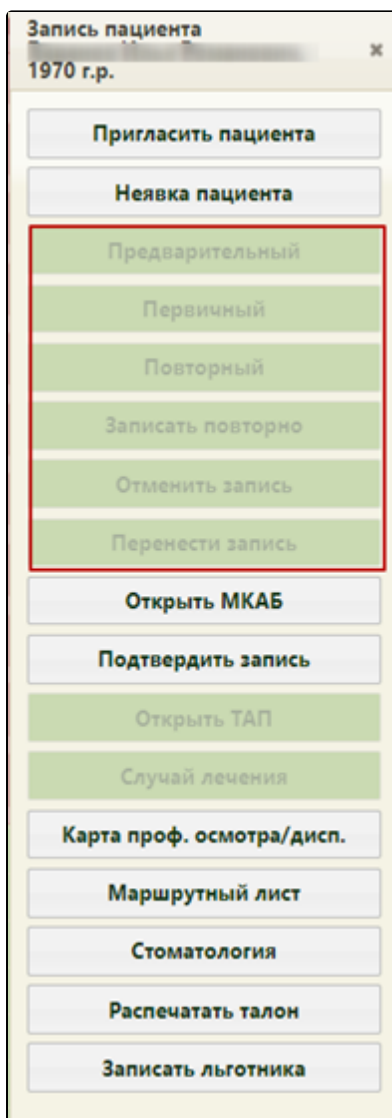 Запись пациента
1970 г.р.
Пригласить пациента
Неявка пациента
Предварительный
Первичный
Повторный
Записать повторно
Отменить запись
Перенести запись
Открыть МКАБ
Подтвердить запись
Открыть ТАП
Случай лечения
Карта проф. осмотра/дисп.
Маршрутный лист
Стоматология
Распечатать талон
Записать льготника